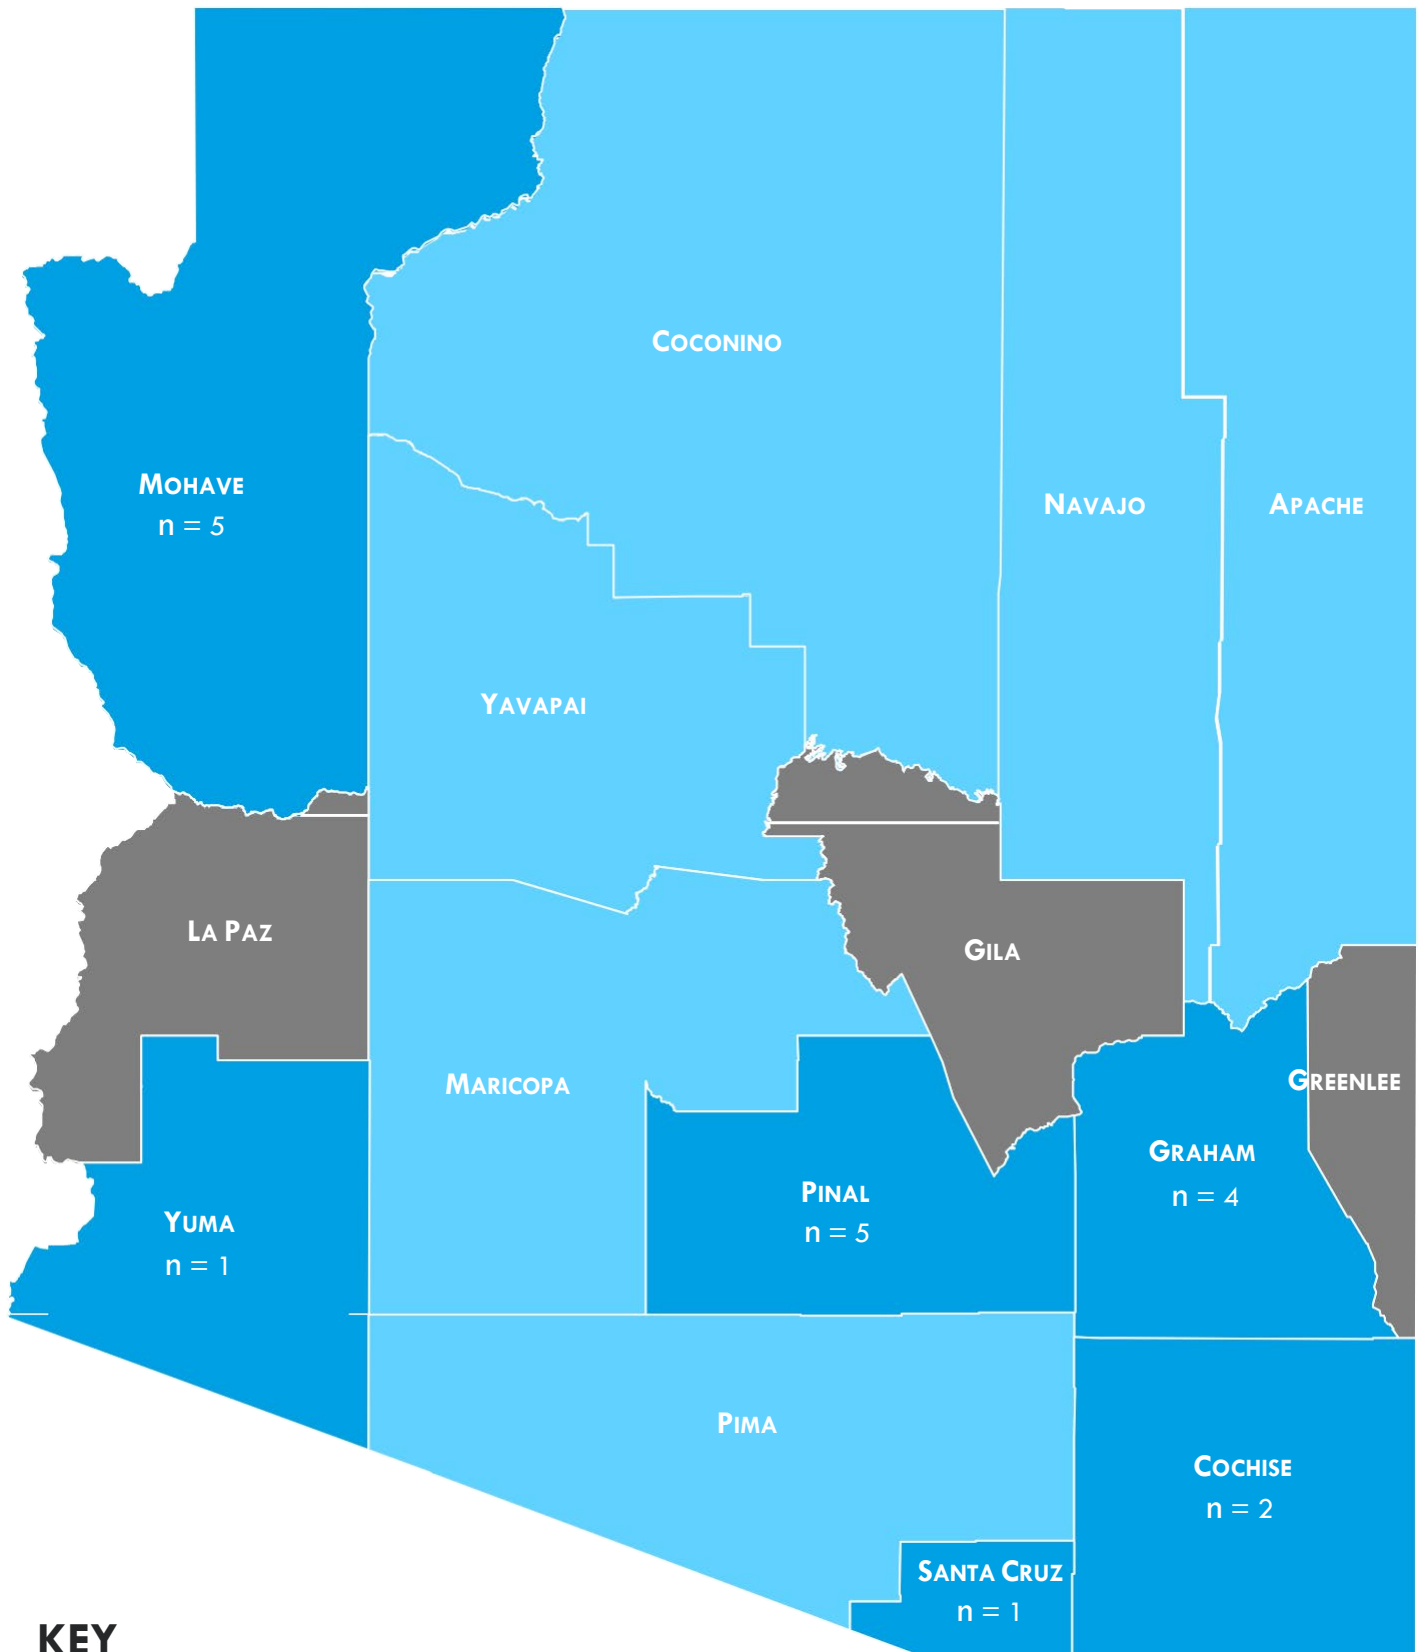 COCONINO
MOHAVE
n = 5
NAVAJO
APACHE
YAVAPAI
LA PAZ
GILA
MARICOPA
GREENLEE
GRAHAM
n = 4
PINAL
n = 5
YUMA
n = 1
PIMA
COCHISE
n = 2
SANTA CRUZ
n = 1
KEY